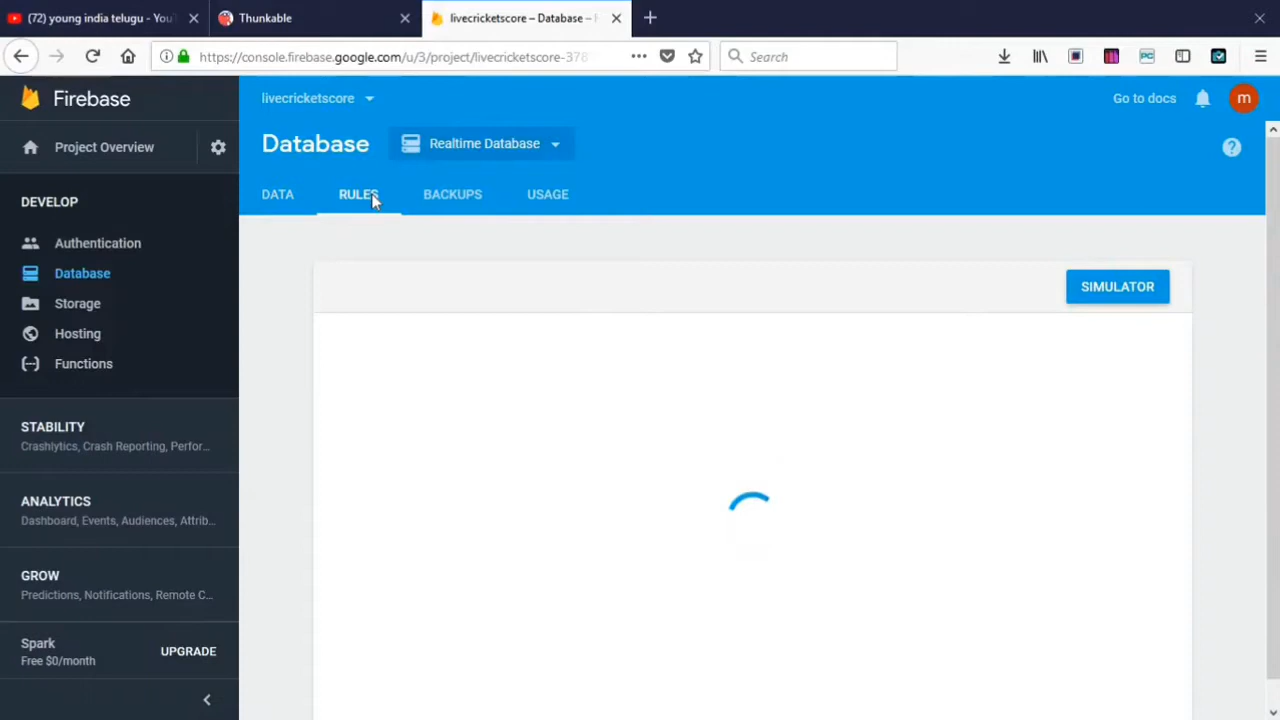 (72) young india telugu - You
Thunkable
livecricketscore – Database –
https://console.firebase.google.com/u/3/project/livecricketscore-378
Search
Firebase
livecricketscore
Go to docs
m
Project Overview
Database
Realtime Database
?
DATA
RULES
BACKUPS
USAGE
DEVELOP
Authentication
Database
Storage
Hosting
Functions
SIMULATOR
STABILITY
Crashlytics, Crash Reporting, Perfor...
ANALYTICS
Dashboard, Events, Audiences, Attrib...
GROW
Predictions, Notifications, Remote C...
Spark
Free $0/month
UPGRADE